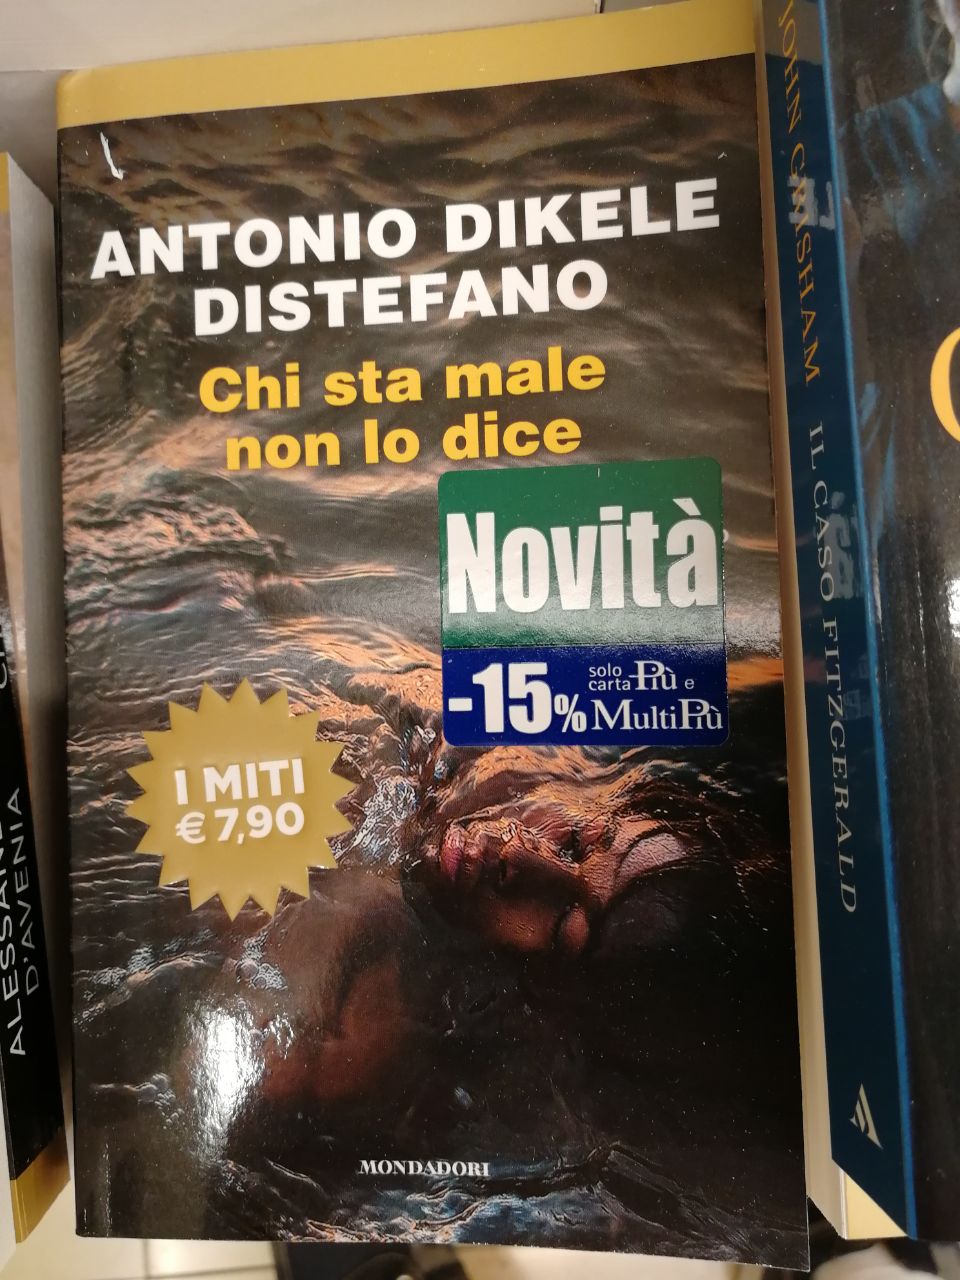 ANTONIO DIKELE
DISTEFANO
Chi sta male
non lo dice
Novità
-15% solo carta Più e MultiPiù
I MITI
€ 7,90
MONDADORI
JOHN GRISHAM IL CASO FITZGERALD
D'AVENIA